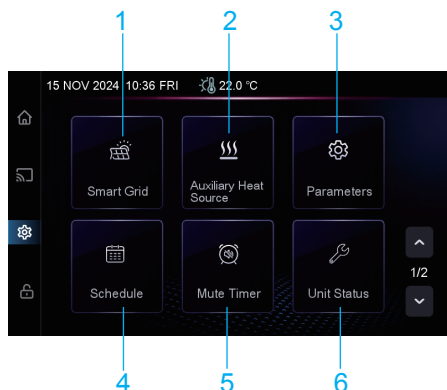 1 2 3
15 NOV 2024 10:36 FRI 22.0 °C
Smart Grid
Auxiliary Heat
Source
Parameters
1/2
Schedule
Mute Timer
Unit Status
4 5 6